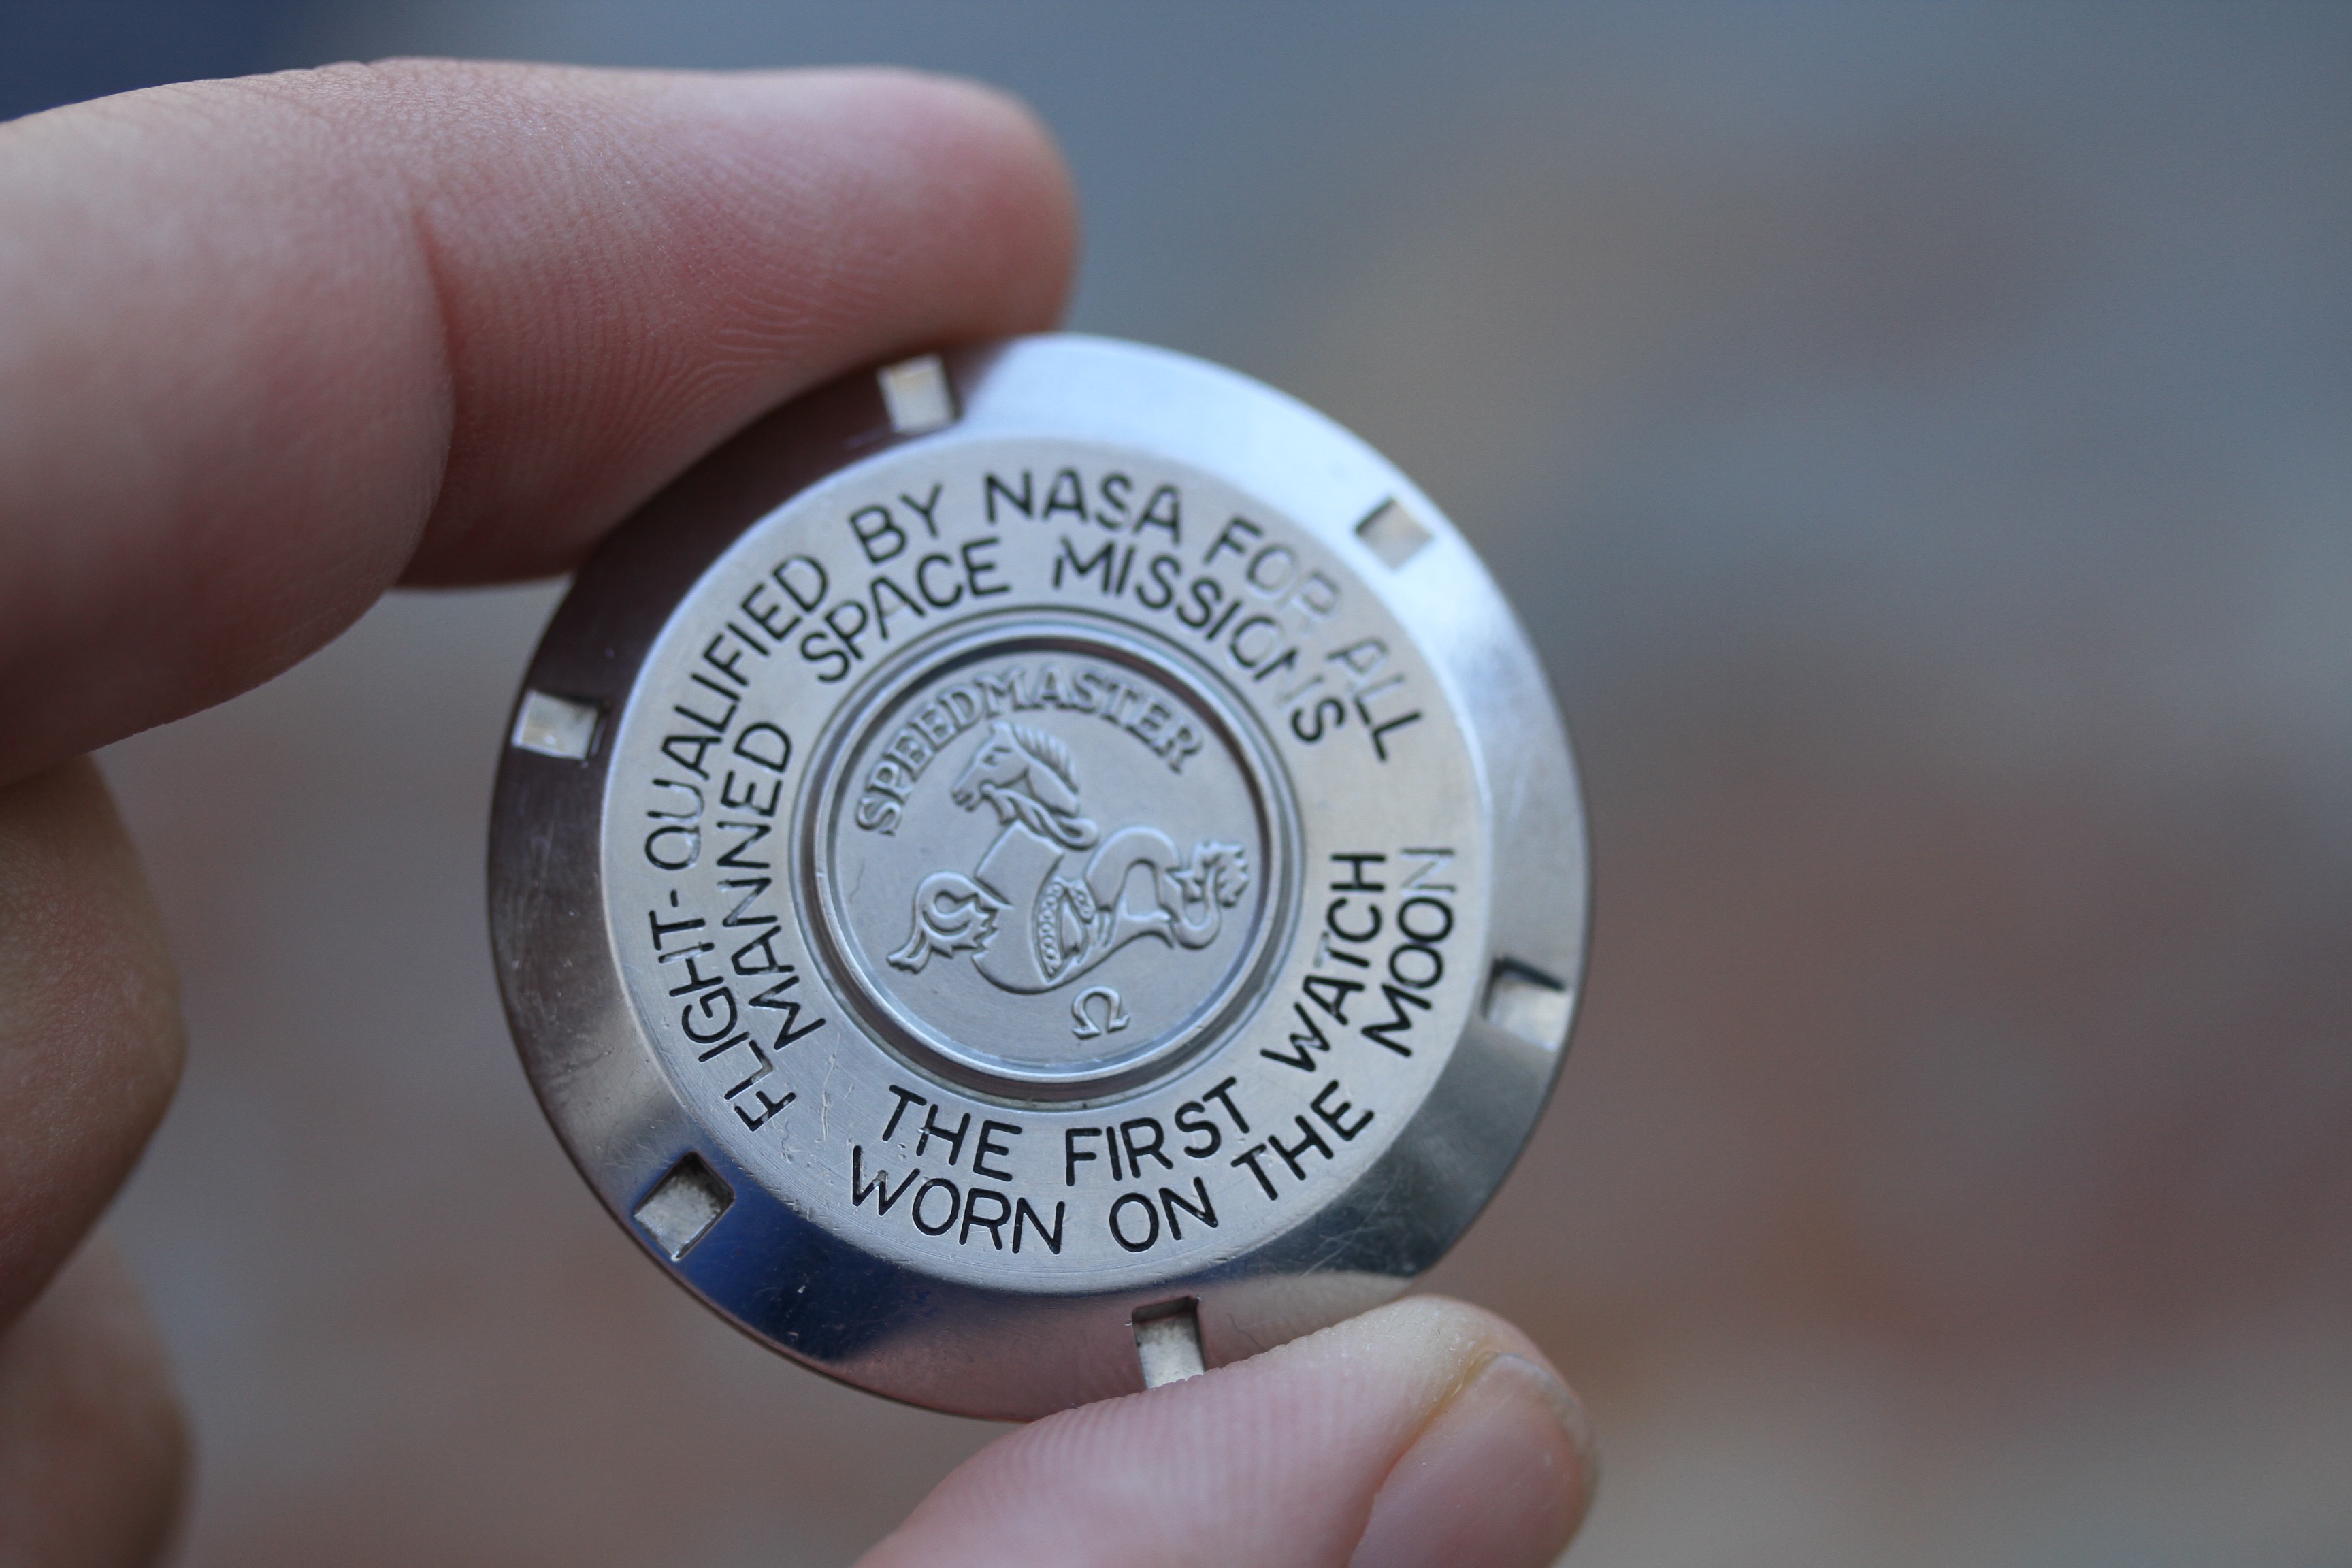 FLIGHT-QUALIFIED BY NASA FOR ALL
MANNED SPACE MISSIONS
SPEEDMASTER
Ω
THE FIRST WATCH
WORN ON THE MOON